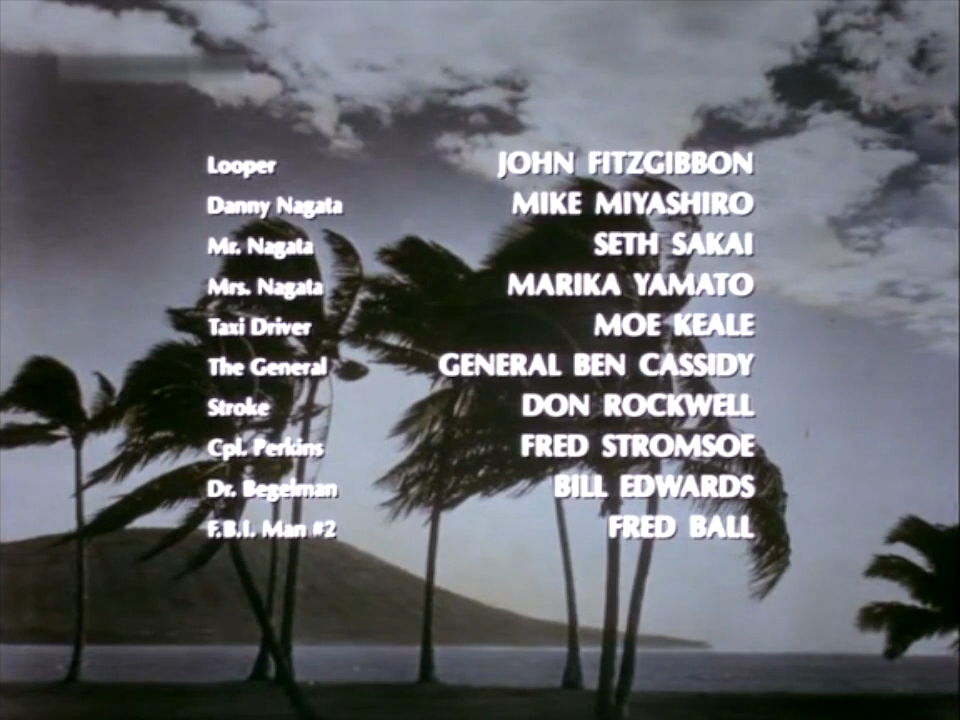 Looper JOHN FITZGIBBON
Danny Nagata MIKE MIYASHIRO
Mr. Nagata SETH SAKAI
Mrs. Nagata MARIKA YAMATO
Taxi Driver MOE KEALE
The General GENERAL BEN CASSIDY
Stroke DON ROCKWELL
Cpl. Perkins FRED STROMSOE
Dr. Begelman BILL EDWARDS
F.B.I. Man #2 FRED BALL